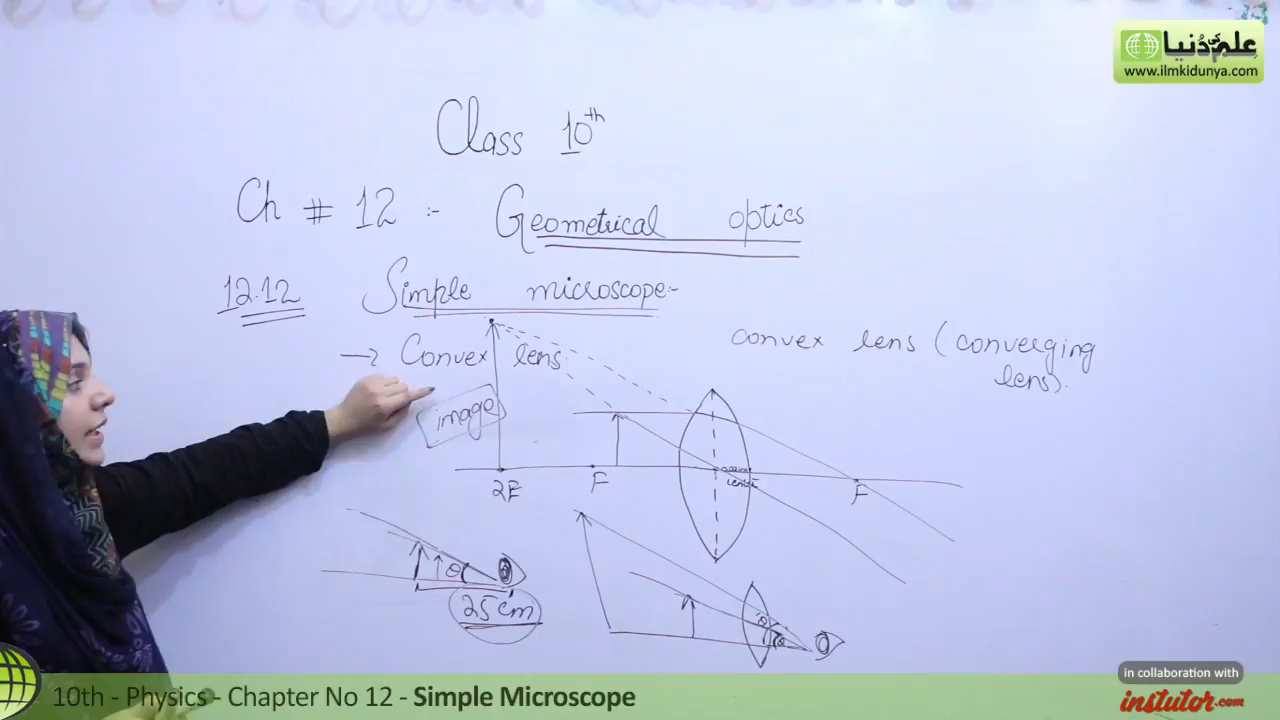 علم کی دُنیا
www.ilmkidunya.com
Class 10th
Ch # 12 :- Geometrical optics
12.12 Simple microscope:-
→ Convex lens
convex lens (converging
lens).
image
2F F F
θ
25 cm
θ' θ
in collaboration with
instutor.com
10th - Physics - Chapter No 12 - Simple Microscope